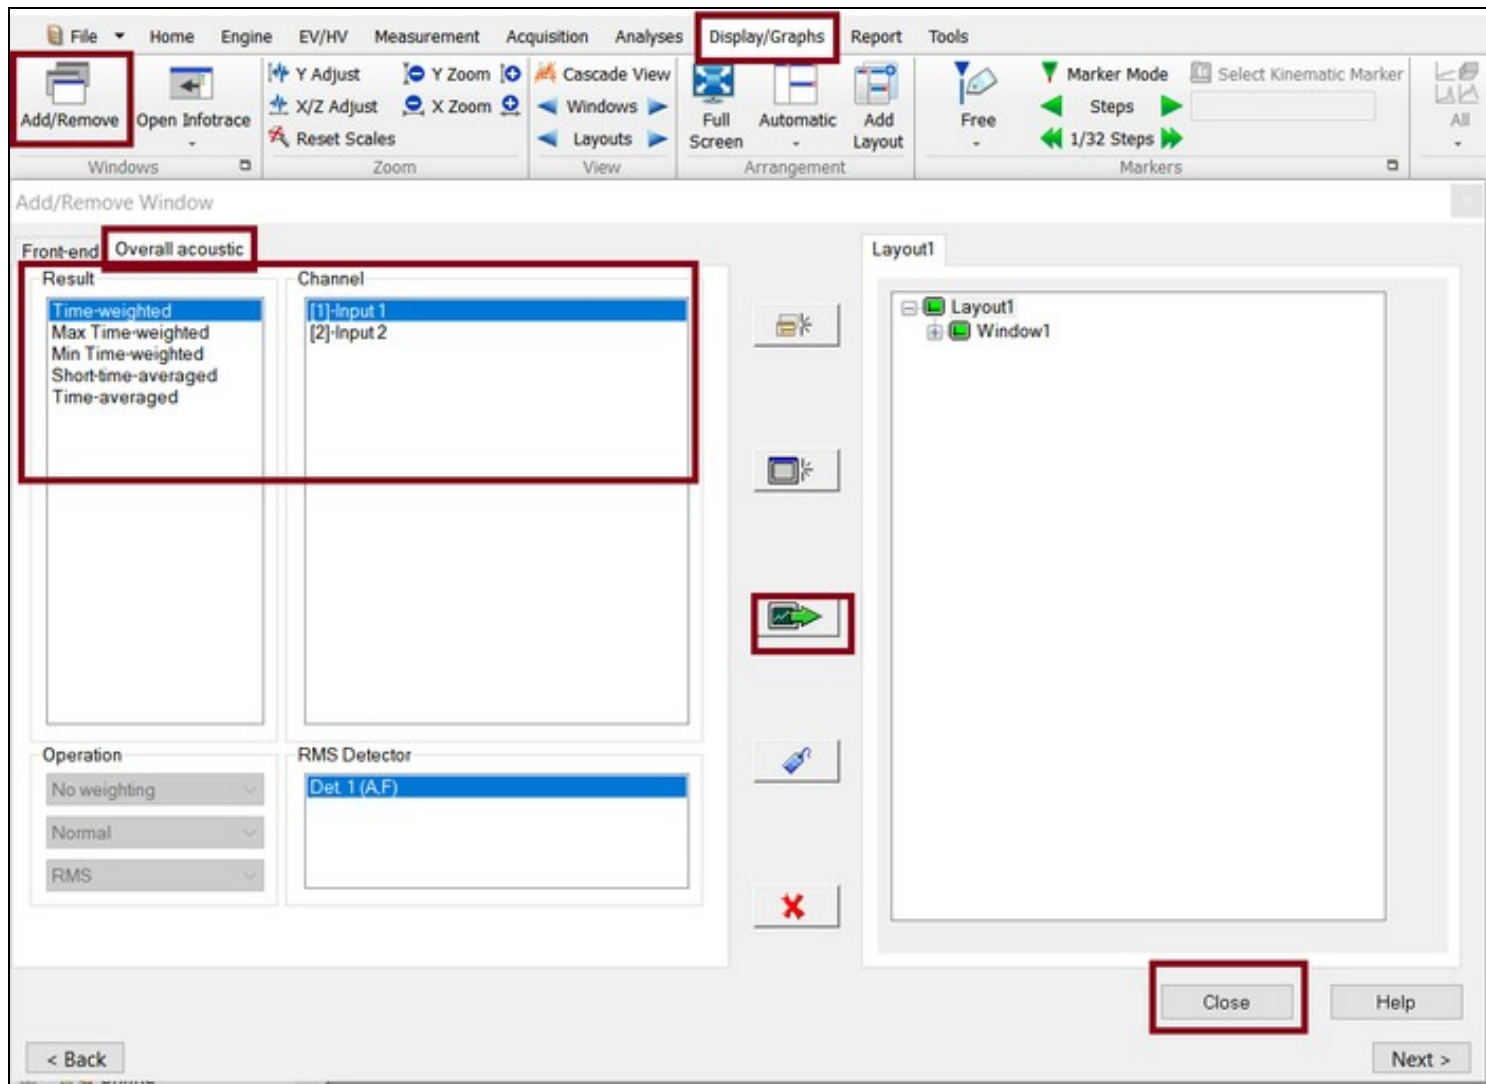 File Home Engine EV/HV Measurement Acquisition Analyses Display/Graphs Report Tools
Y Adjust Y Zoom Cascade View Marker Mode Select Kinematic Marker
X/Z Adjust X Zoom Windows Steps
Add/Remove Open Infotrace Full Screen Automatic Add Layout Free All
Reset Scales Layouts 1/32 Steps
Windows Zoom View Arrangement Markers
Add/Remove Window
Front-end Overall acoustic Layout1
Result Channel
Time-weighted [1]-Input 1 Layout1
Max Time-weighted [2]-Input 2 Window1
Min Time-weighted
Short-time-averaged
Time-averaged
Operation RMS Detector
No weighting Det. 1 (A,F)
Normal
RMS
Close Help
< Back Next >